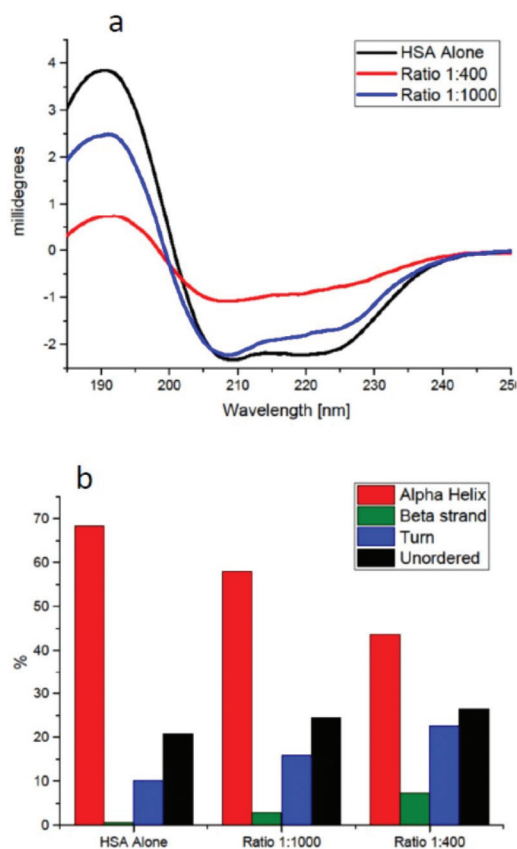 a
HSA Alone
Ratio 1:400
Ratio 1:1000
millidegrees
4
3
2
1
0
-1
-2
190 200 210 220 230 240 250
Wavelength [nm]
b
Alpha Helix
Beta strand
Turn
Unordered
%
70
60
50
40
30
20
10
0
HSA Alone Ratio 1:1000 Ratio 1:400